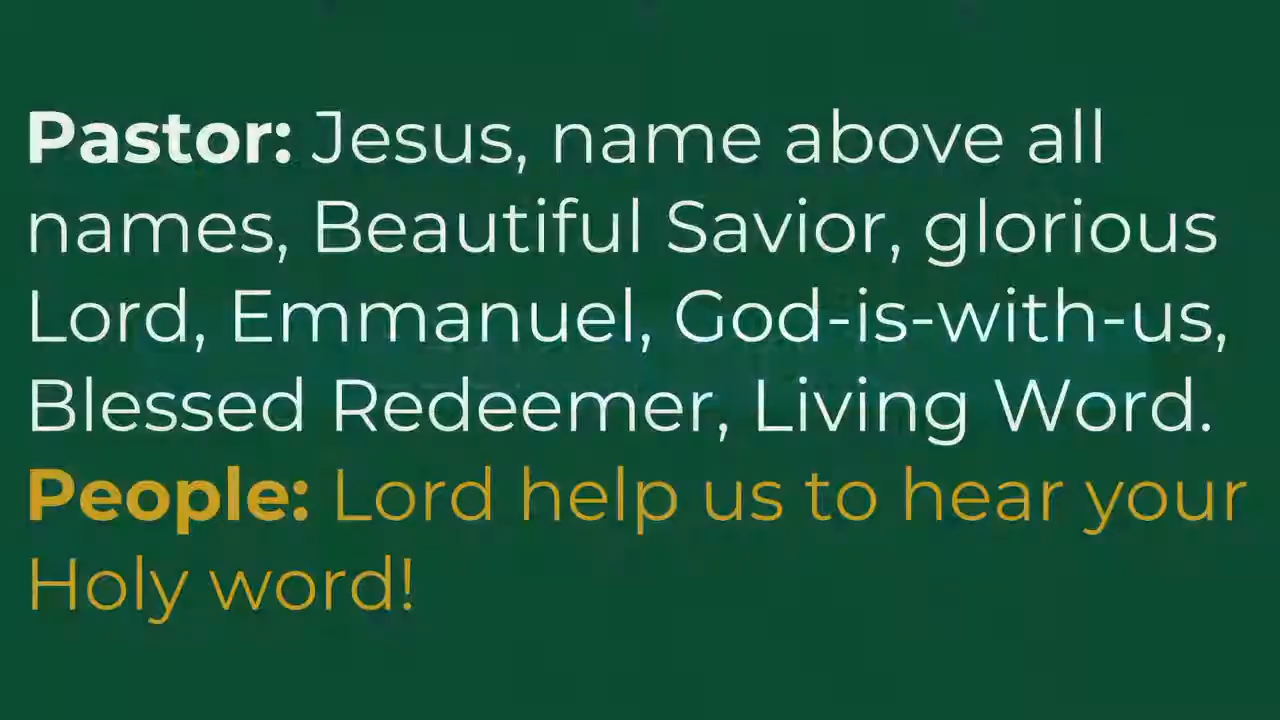 Pastor: Jesus, name above all
names, Beautiful Savior, glorious
Lord, Emmanuel, God-is-with-us,
Blessed Redeemer, Living Word.
People: Lord help us to hear your
Holy word!